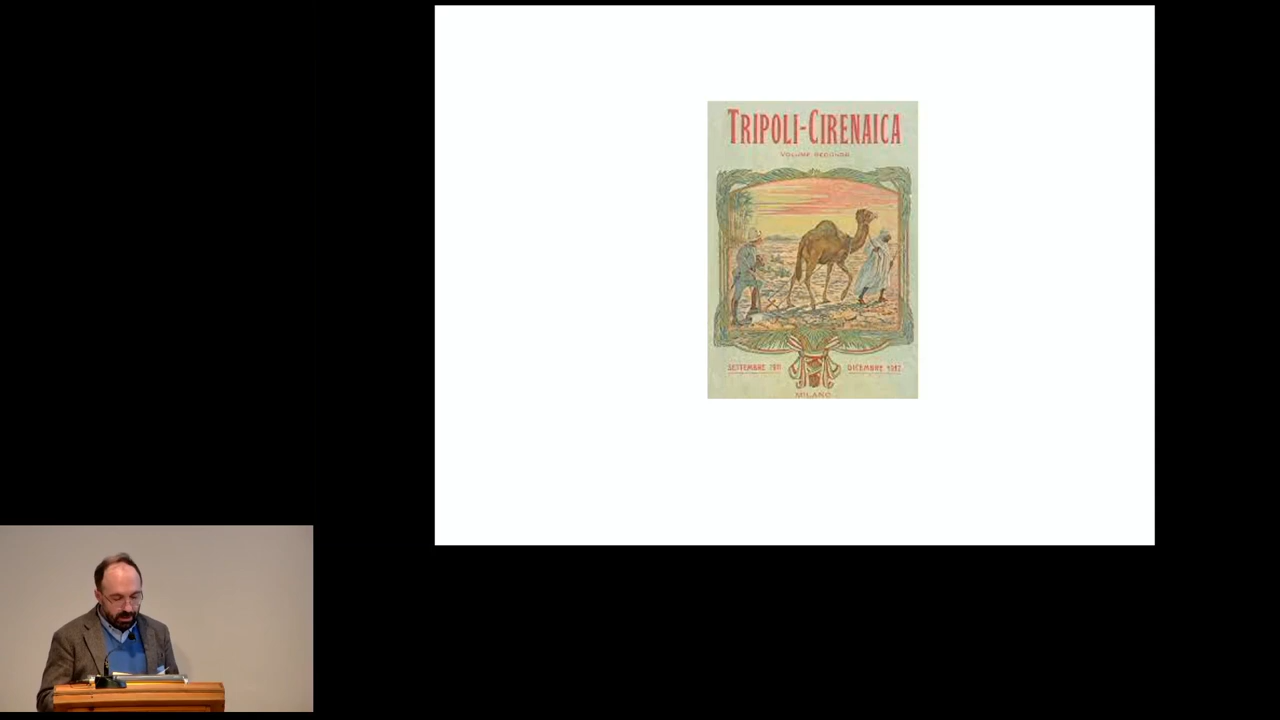 TRIPOLI-CIRENAICA
VOLUME SECONDO
SETTEMBRE 1911 DICEMBRE 1912
MILANO